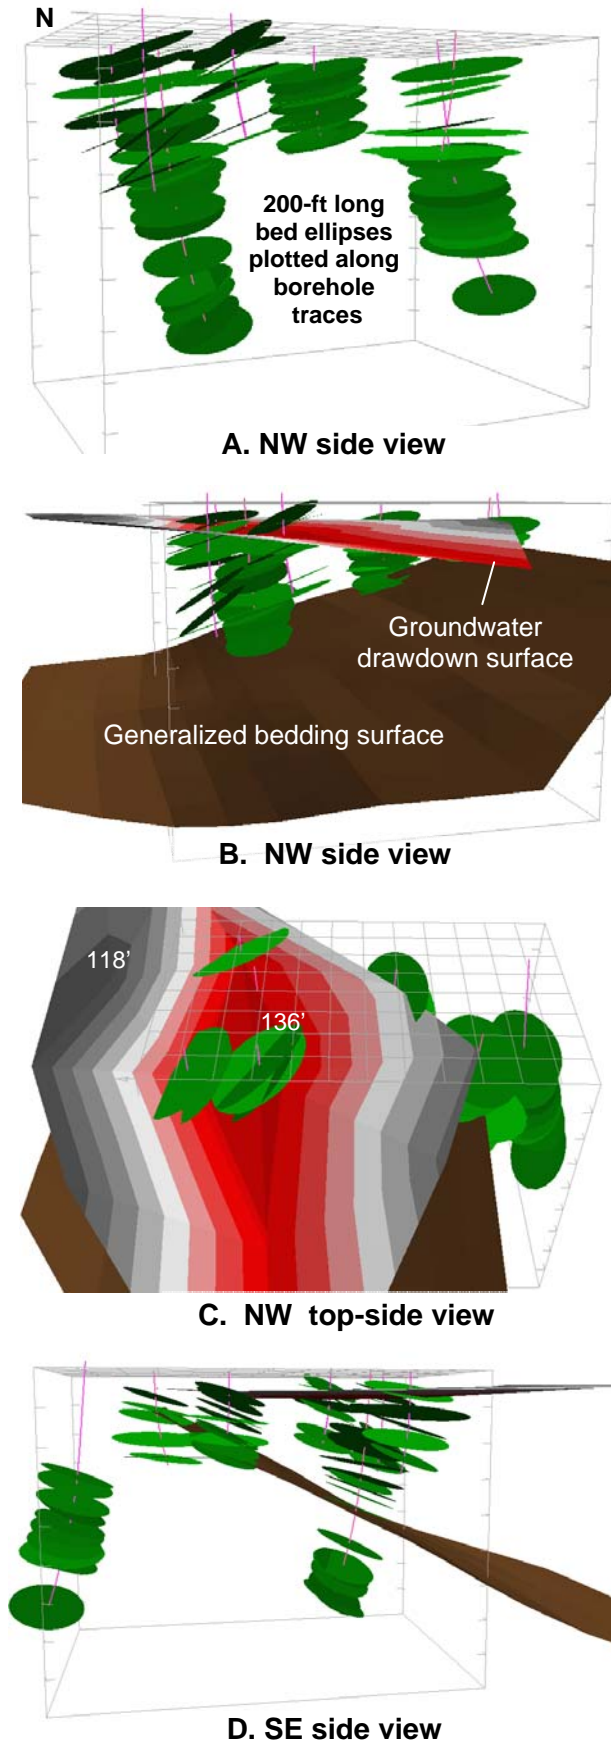 N
200-ft long
bed ellipses
plotted along
borehole
traces
A. NW side view
Groundwater
drawdown surface
Generalized bedding surface
B. NW side view
118'
136'
C. NW top-side view
D. SE side view